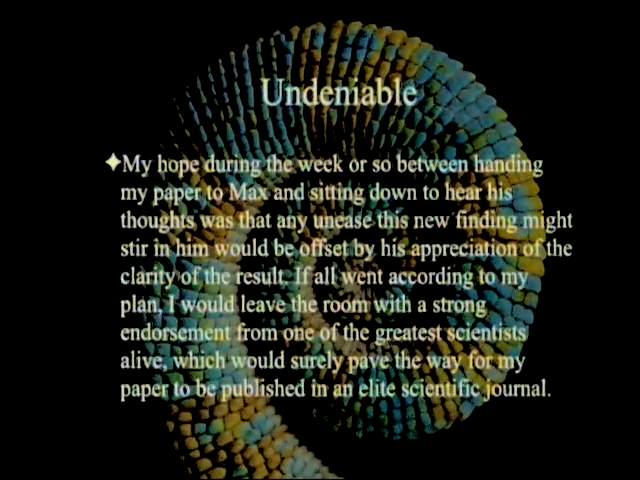 Undeniable
My hope during the week or so between handing
my paper to Max and sitting down to hear his
thoughts was that any unease this new finding might
stir in him would be offset by his appreciation of the
clarity of the result. If all went according to my
plan, I would leave the room with a strong
endorsement from one of the greatest scientists
alive, which would surely pave the way for my
paper to be published in an elite scientific journal.